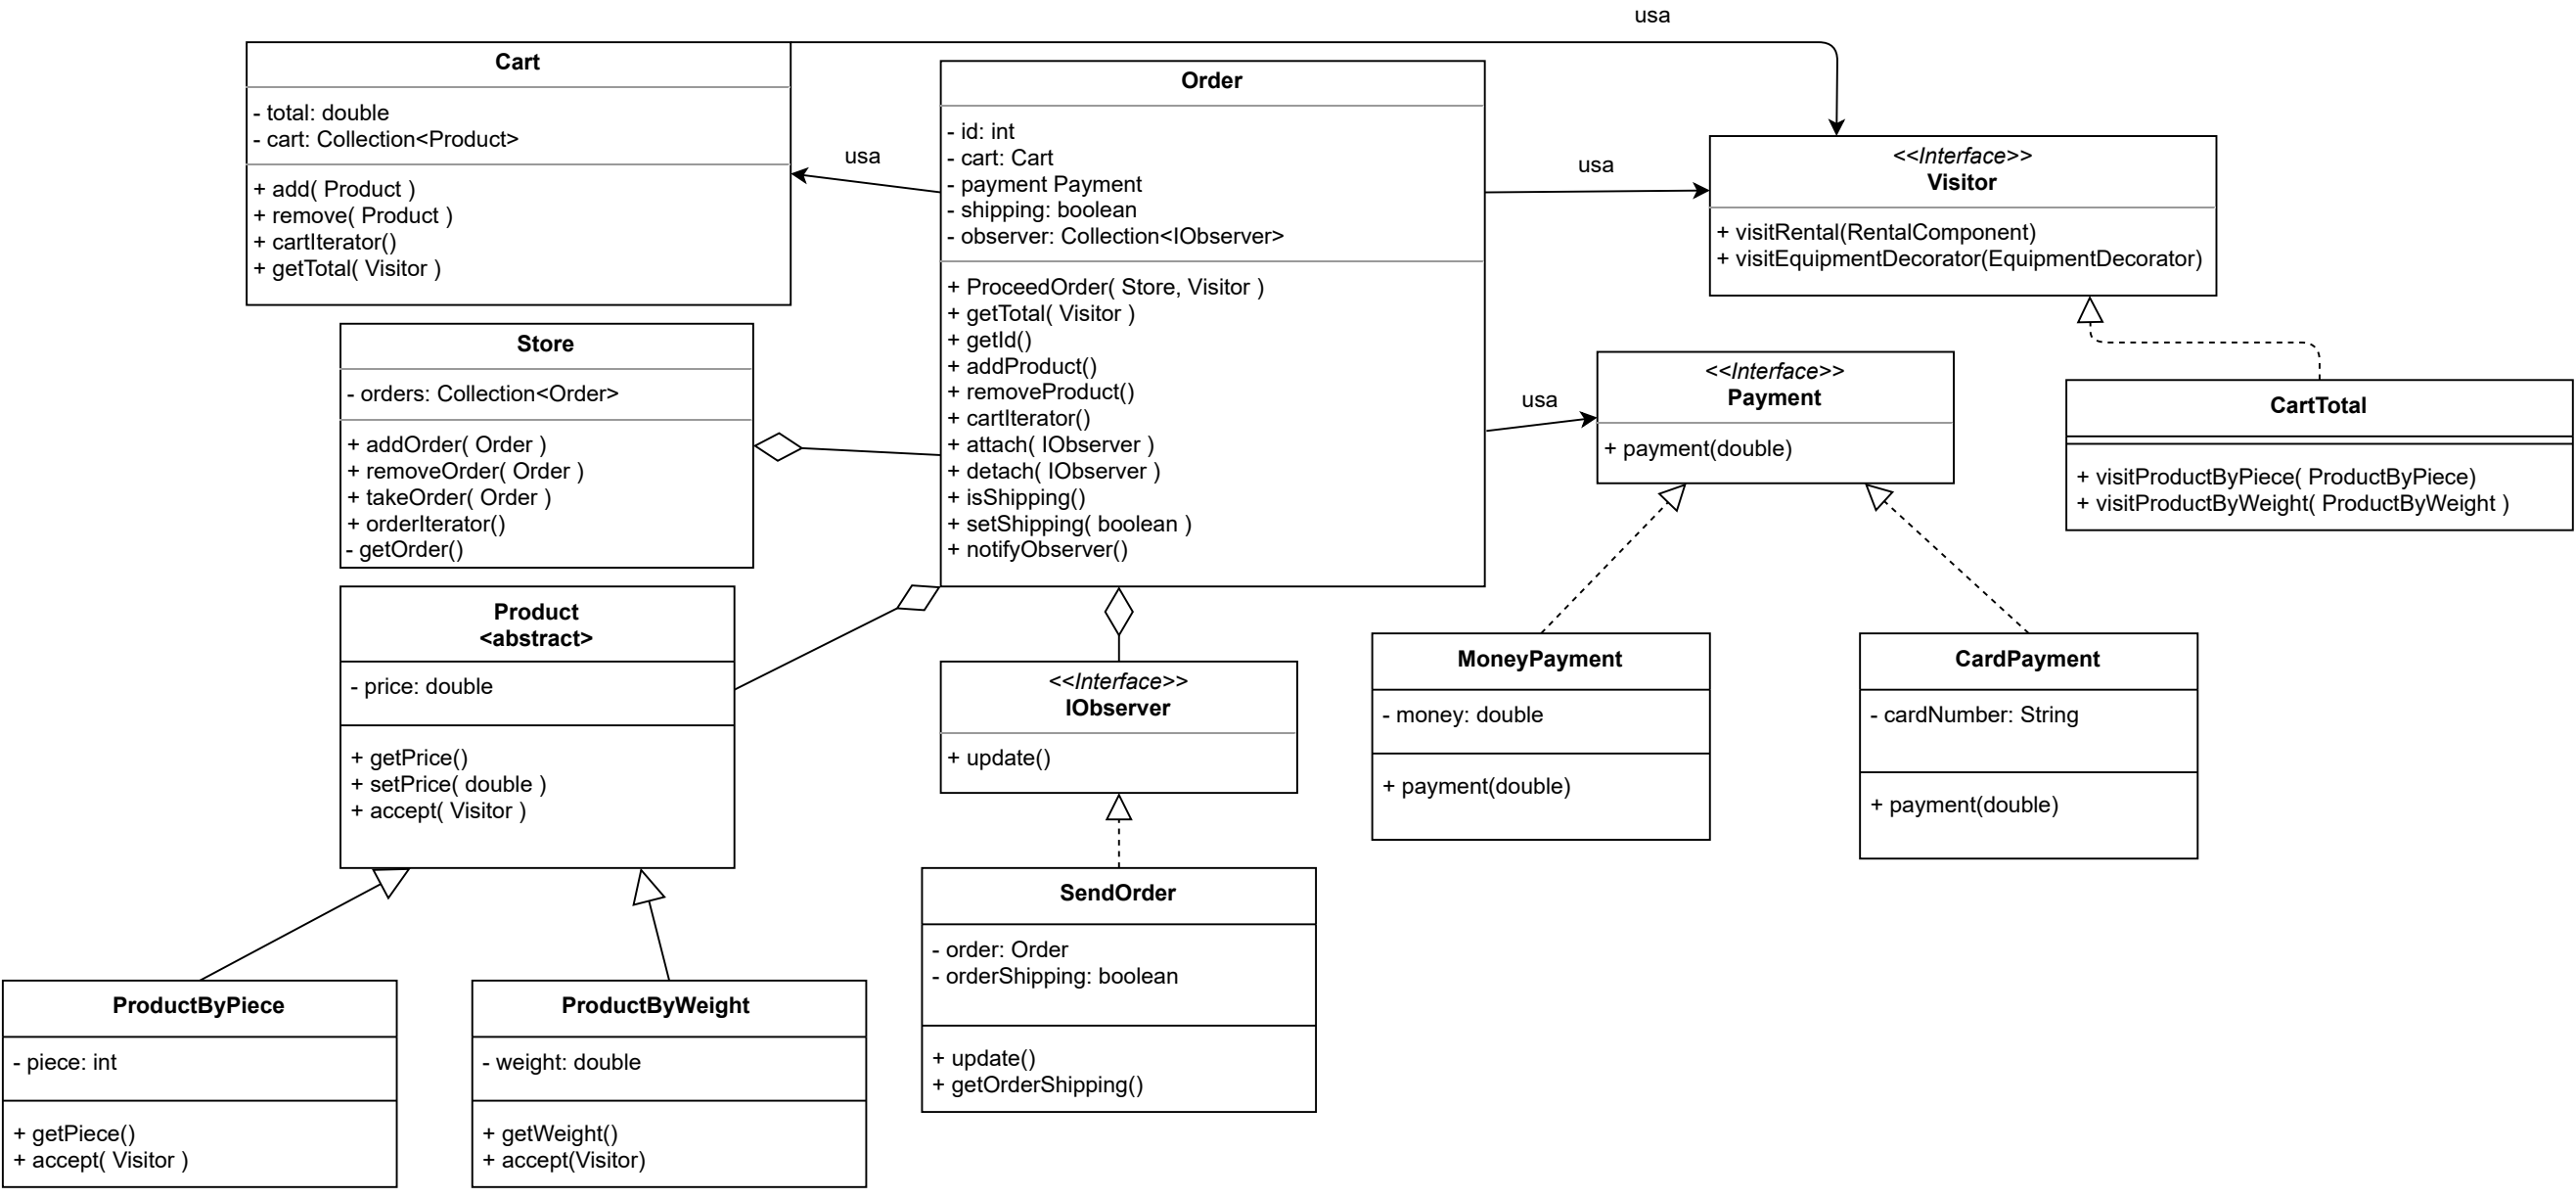 usa
Cart
- total: double
- cart: Collection<Product>
+ add( Product )
+ remove( Product )
+ cartIterator()
+ getTotal( Visitor )
usa
Order
- id: int
- cart: Cart
- payment Payment
- shipping: boolean
- observer: Collection<IObserver>
+ ProceedOrder( Store, Visitor )
+ getTotal( Visitor )
+ getId()
+ addProduct()
+ removeProduct()
+ cartIterator()
+ attach( IObserver )
+ detach( IObserver )
+ isShipping()
+ setShipping( boolean )
+ notifyObserver()
usa
<<Interface>>
Visitor
+ visitRental(RentalComponent)
+ visitEquipmentDecorator(EquipmentDecorator)
Store
- orders: Collection<Order>
+ addOrder( Order )
+ removeOrder( Order )
+ takeOrder( Order )
+ orderIterator()
- getOrder()
usa
<<Interface>>
Payment
+ payment(double)
CartTotal
+ visitProductByPiece( ProductByPiece)
+ visitProductByWeight( ProductByWeight )
Product
<abstract>
- price: double
+ getPrice()
+ setPrice( double )
+ accept( Visitor )
<<Interface>>
IObserver
+ update()
MoneyPayment
- money: double
+ payment(double)
CardPayment
- cardNumber: String
+ payment(double)
SendOrder
- order: Order
- orderShipping: boolean
+ update()
+ getOrderShipping()
ProductByPiece
- piece: int
+ getPiece()
+ accept( Visitor )
ProductByWeight
- weight: double
+ getWeight()
+ accept(Visitor)